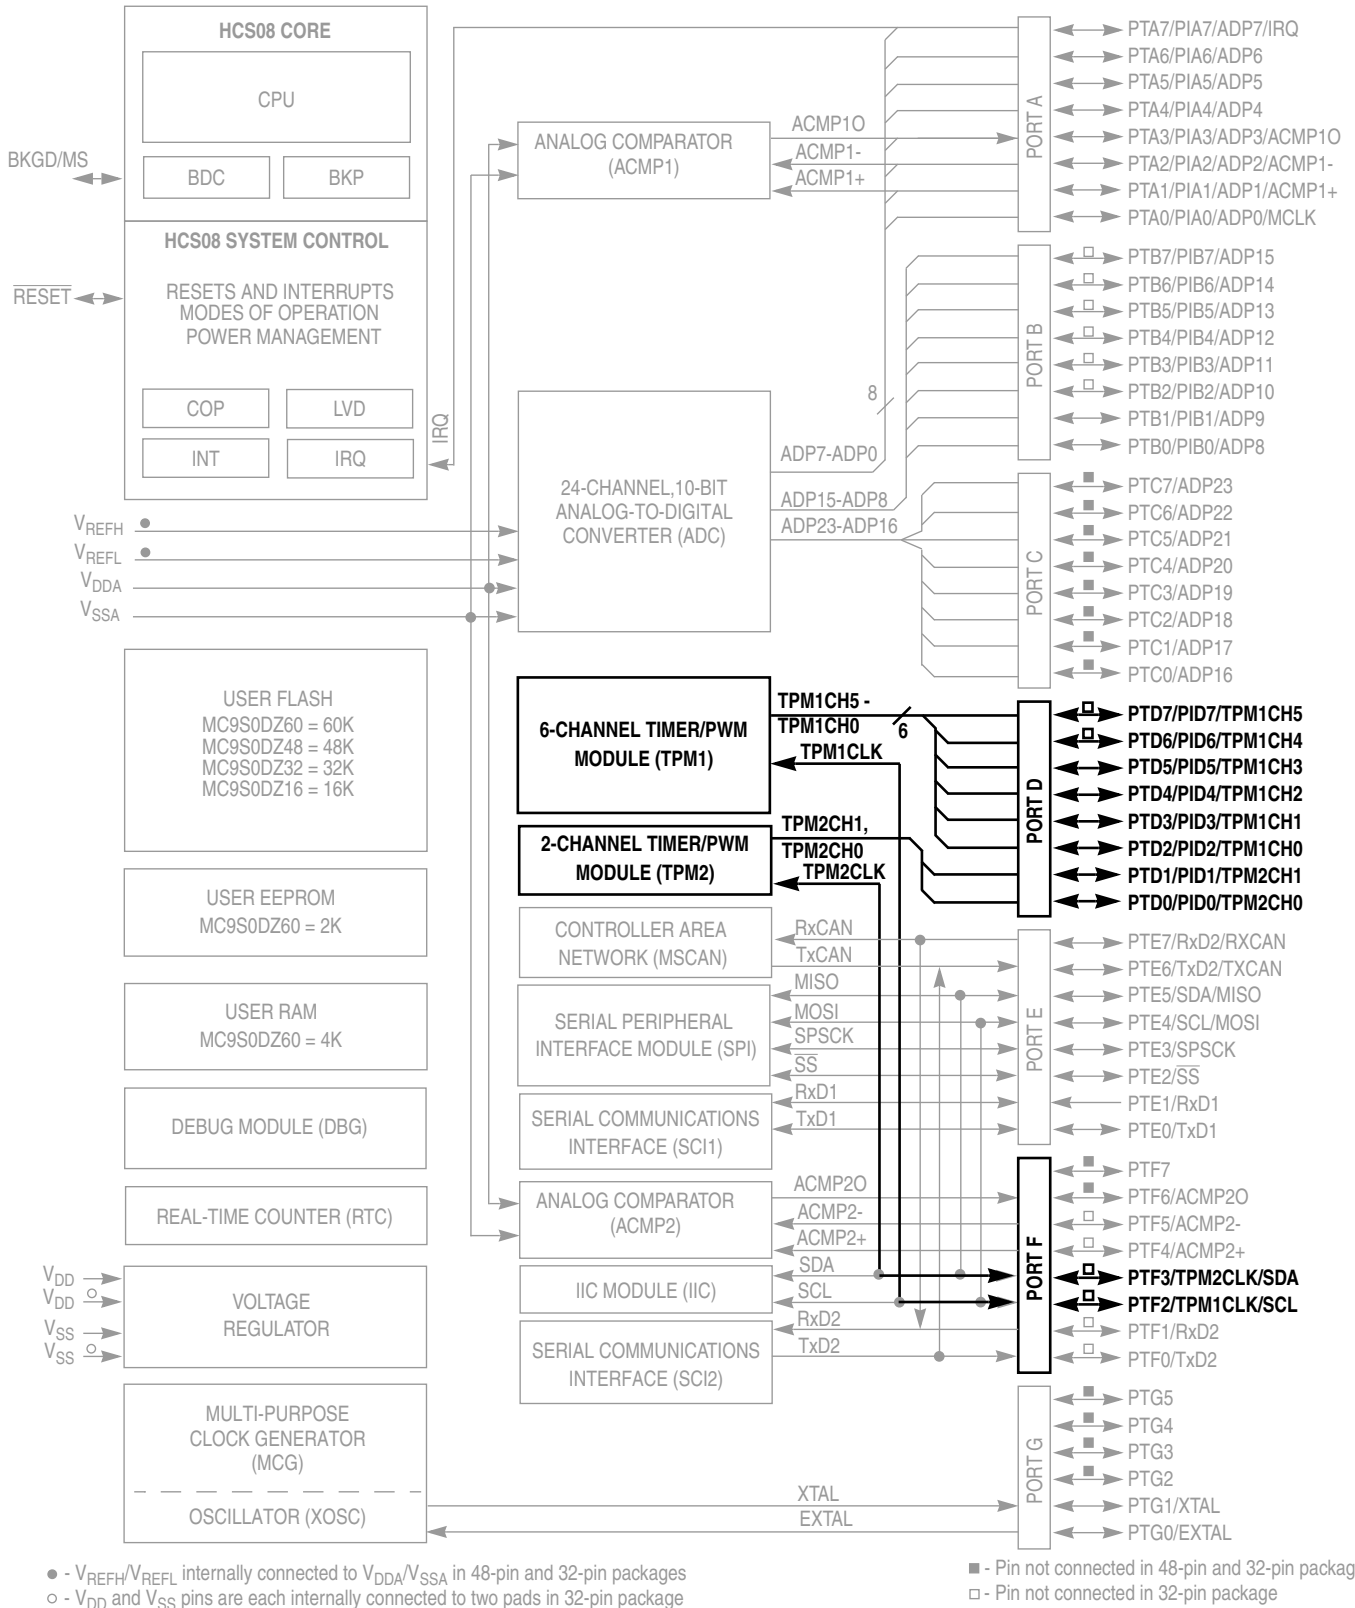 HCS08 CORE
CPU
BDC
BKP
BKGD/MS
HCS08 SYSTEM CONTROL
RESETS AND INTERRUPTS
MODES OF OPERATION
POWER MANAGEMENT
RESET
COP
LVD
INT
IRQ
IRQ
VREFH
VREFL
VDDA
VSSA
USER FLASH
MC9S0DZ60 = 60K
MC9S0DZ48 = 48K
MC9S0DZ32 = 32K
MC9S0DZ16 = 16K
USER EEPROM
MC9S0DZ60 = 2K
USER RAM
MC9S0DZ60 = 4K
DEBUG MODULE (DBG)
REAL-TIME COUNTER (RTC)
VDD
VDD
VSS
VSS
VOLTAGE
REGULATOR
MULTI-PURPOSE
CLOCK GENERATOR
(MCG)
OSCILLATOR (XOSC)
ANALOG COMPARATOR
(ACMP1)
ACMP1O
ACMP1-
ACMP1+
24-CHANNEL,10-BIT
ANALOG-TO-DIGITAL
CONVERTER (ADC)
8
ADP7-ADP0
ADP15-ADP8
ADP23-ADP16
6-CHANNEL TIMER/PWM
MODULE (TPM1)
TPM1CH5 -
TPM1CH0
6
TPM1CLK
2-CHANNEL TIMER/PWM
MODULE (TPM2)
TPM2CH1,
TPM2CH0
TPM2CLK
CONTROLLER AREA
NETWORK (MSCAN)
RxCAN
TxCAN
SERIAL PERIPHERAL
INTERFACE MODULE (SPI)
MISO
MOSI
SPSCK
SS
SERIAL COMMUNICATIONS
INTERFACE (SCI1)
RxD1
TxD1
ANALOG COMPARATOR
(ACMP2)
ACMP2O
ACMP2-
ACMP2+
IIC MODULE (IIC)
SDA
SCL
SERIAL COMMUNICATIONS
INTERFACE (SCI2)
RxD2
TxD2
XTAL
EXTAL
PORT A
PTA7/PIA7/ADP7/IRQ
PTA6/PIA6/ADP6
PTA5/PIA5/ADP5
PTA4/PIA4/ADP4
PTA3/PIA3/ADP3/ACMP1O
PTA2/PIA2/ADP2/ACMP1-
PTA1/PIA1/ADP1/ACMP1+
PTA0/PIA0/ADP0/MCLK
PORT B
PTB7/PIB7/ADP15
PTB6/PIB6/ADP14
PTB5/PIB5/ADP13
PTB4/PIB4/ADP12
PTB3/PIB3/ADP11
PTB2/PIB2/ADP10
PTB1/PIB1/ADP9
PTB0/PIB0/ADP8
PORT C
PTC7/ADP23
PTC6/ADP22
PTC5/ADP21
PTC4/ADP20
PTC3/ADP19
PTC2/ADP18
PTC1/ADP17
PTC0/ADP16
PORT D
PTD7/PID7/TPM1CH5
PTD6/PID6/TPM1CH4
PTD5/PID5/TPM1CH3
PTD4/PID4/TPM1CH2
PTD3/PID3/TPM1CH1
PTD2/PID2/TPM1CH0
PTD1/PID1/TPM2CH1
PTD0/PID0/TPM2CH0
PORT E
PTE7/RxD2/RXCAN
PTE6/TxD2/TXCAN
PTE5/SDA/MISO
PTE4/SCL/MOSI
PTE3/SPSCK
PTE2/SS
PTE1/RxD1
PTE0/TxD1
PORT F
PTF7
PTF6/ACMP2O
PTF5/ACMP2-
PTF4/ACMP2+
PTF3/TPM2CLK/SDA
PTF2/TPM1CLK/SCL
PTF1/RxD2
PTF0/TxD2
PORT G
PTG5
PTG4
PTG3
PTG2
PTG1/XTAL
PTG0/EXTAL
● - VREFH/VREFL internally connected to VDDA/VSSA in 48-pin and 32-pin packages
○ - VDD and VSS pins are each internally connected to two pads in 32-pin package
■ - Pin not connected in 48-pin and 32-pin packag
□ - Pin not connected in 32-pin package